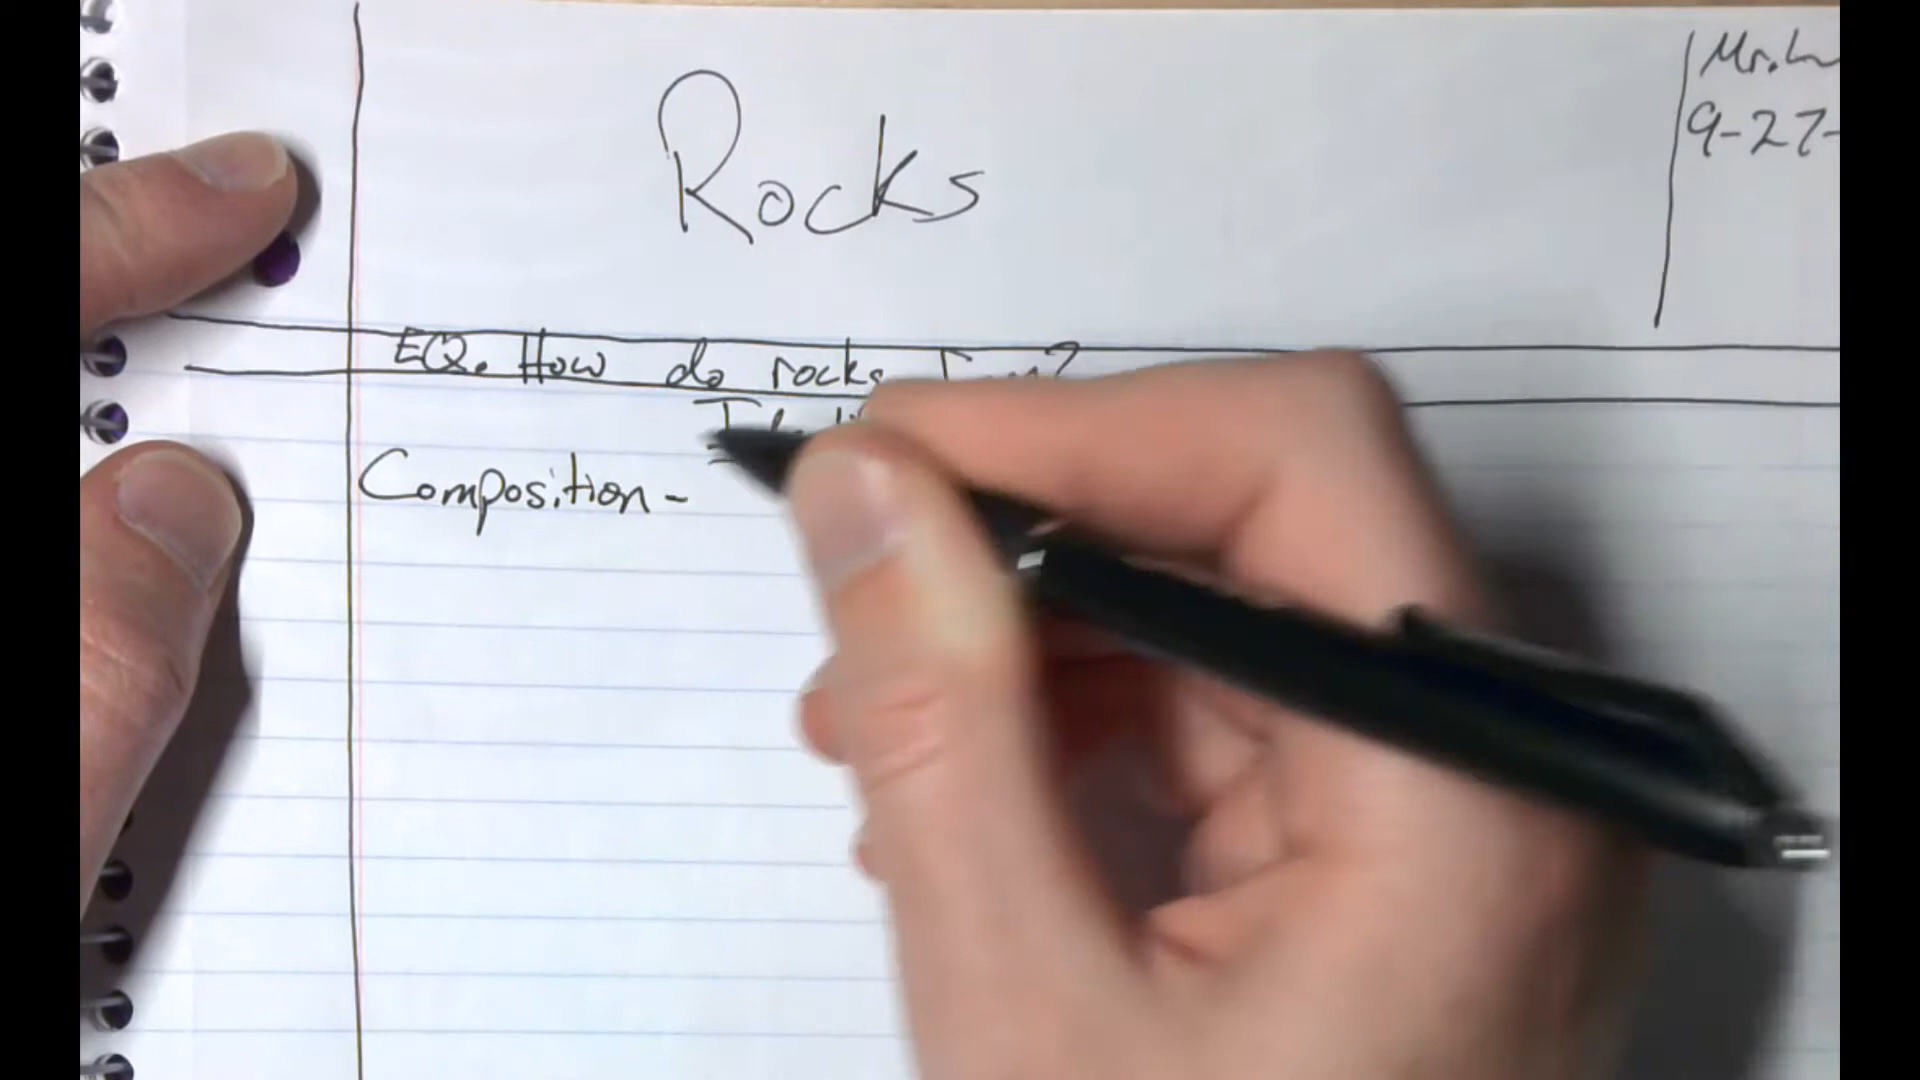 Rocks
Mr.
9-27-
EQ. How do rocks
Composition -